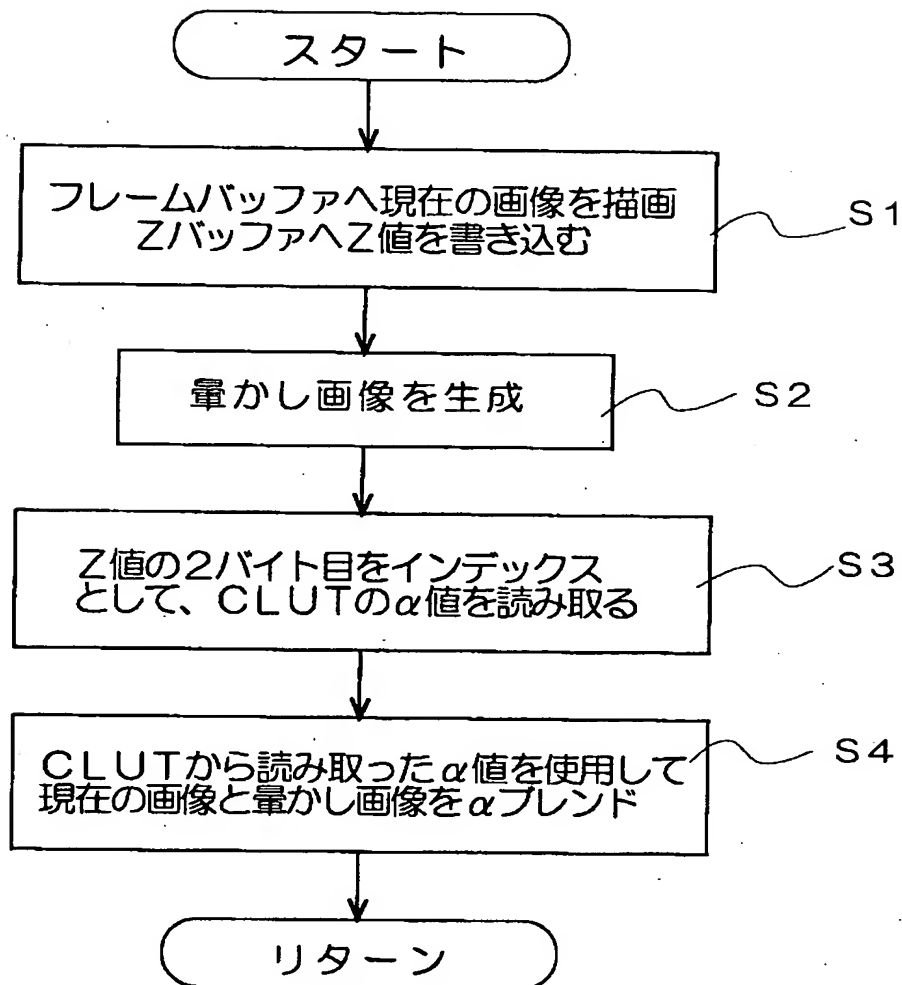 スタート
フレームバッファへ現在の画像を描画
ZバッファへZ値を書き込む
S1
暈かし画像を生成
S2
Z値の2バイト目をインデックス
として、CLUTのα値を読み取る
S3
CLUTから読み取ったα値を使用して
現在の画像と暈かし画像をαブレンド
S4
リターン